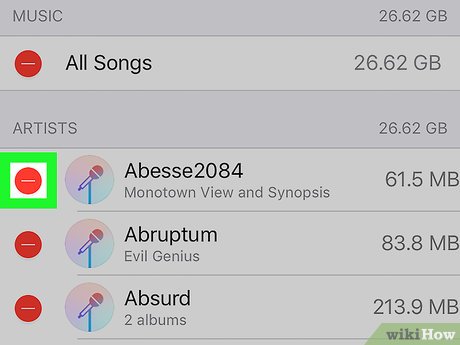 MUSIC 26.62 GB
All Songs 26.62 GB
ARTISTS 26.62 GB
Abesse2084 61.5 MB
Monotown View and Synopsis
Abruptum 83.8 MB
Evil Genius
Absurd 213.9 MB
2 albums
wikiHow